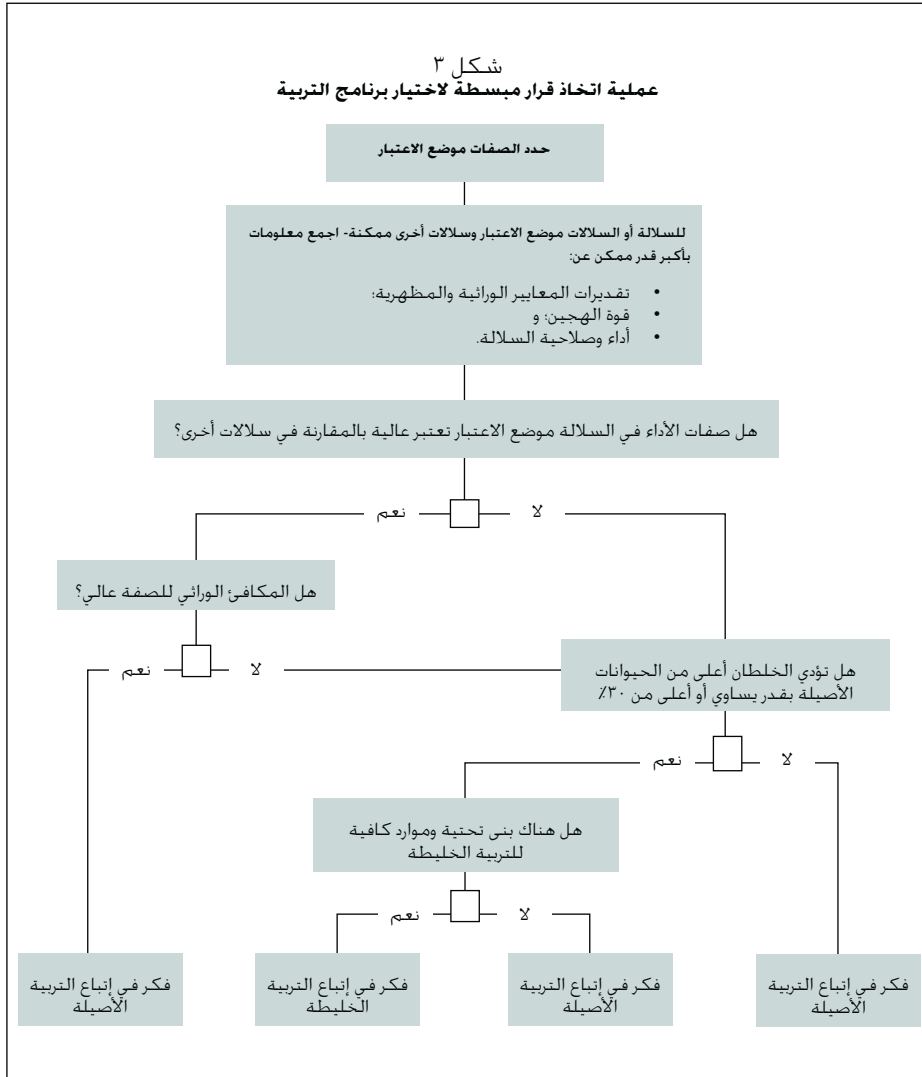 شكل ٣
عملية اتخاذ قرار مبسطة لاختيار برنامج التربية
حدد الصفات موضع الاعتبار
للسلالة أو السلالات موضع الاعتبار وسلالات أخرى ممكنة- اجمع معلومات
بأكبر قدر ممكن عن:
• تقديرات المعايير الوراثية والمظهرية؛
• قوة الهجين؛ و
• أداء وصلاحية السلالة.
هل صفات الأداء في السلالة موضع الاعتبار تعتبر عالية بالمقارنة في سلالات أخرى؟
لا
نعم
هل المكافئ الوراثي للصفة عالي؟
لا
نعم
هل تؤدي الخلطان أعلى من الحيوانات
الأصيلة بقدر يساوي أو أعلى من ٣٠٪
لا
نعم
هل هناك بنى تحتية وموارد كافية
للتربية الخليطة
لا
نعم
فكر في إتباع التربية
الأصيلة
فكر في إتباع التربية
الأصيلة
فكر في إتباع التربية
الخليطة
فكر في إتباع التربية
الأصيلة